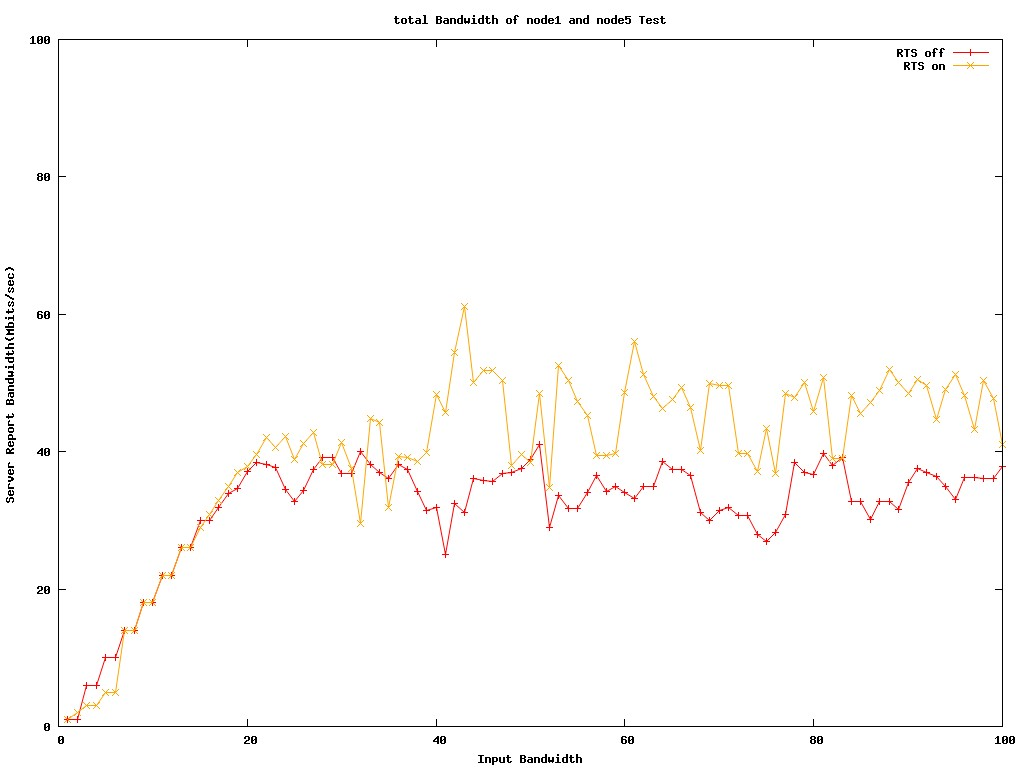 total Bandwidth of node1 and node5 Test
100
80
60
40
20
0
Server Report Bandwidth(Mbits/sec)
RTS off
RTS on
0 20 40 60 80 100
Input Bandwidth